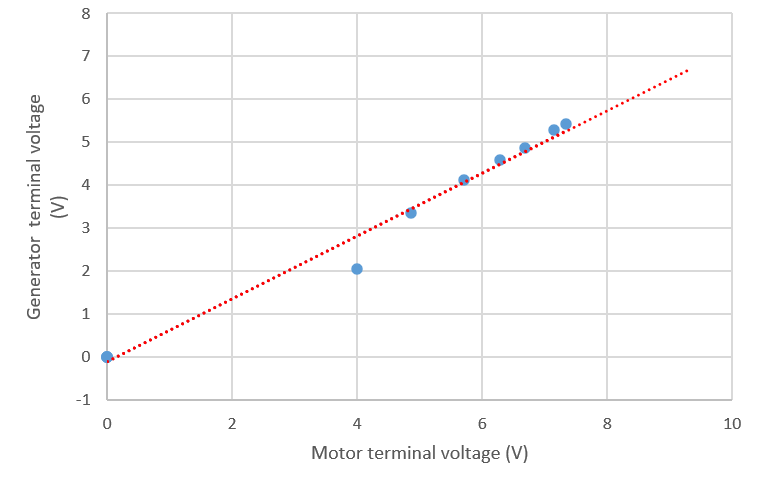 8
7
6
5
4
3
2
1
0
-1
Generator terminal voltage
(V)
0 2 4 6 8 10
Motor terminal voltage (V)